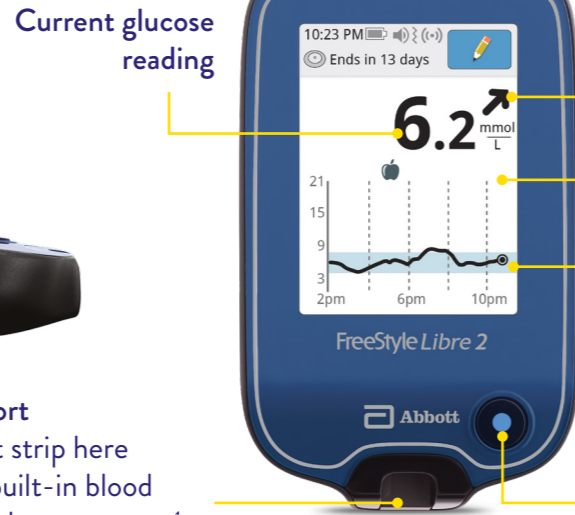 Current glucose
reading
10:23 PM
Ends in 13 days
6.2 mmol
L
21
15
9
3
2pm 6pm 10pm
FreeStyle Libre 2
Abbott
ort
t strip here
built-in blood